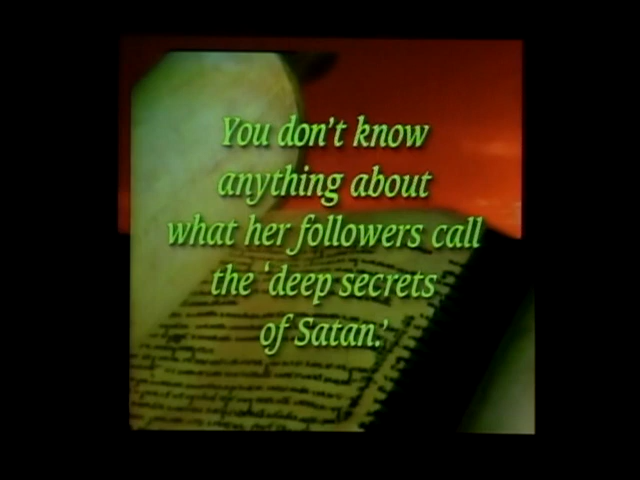 You don't know
anything about
what her followers call
the 'deep secrets
of Satan.'